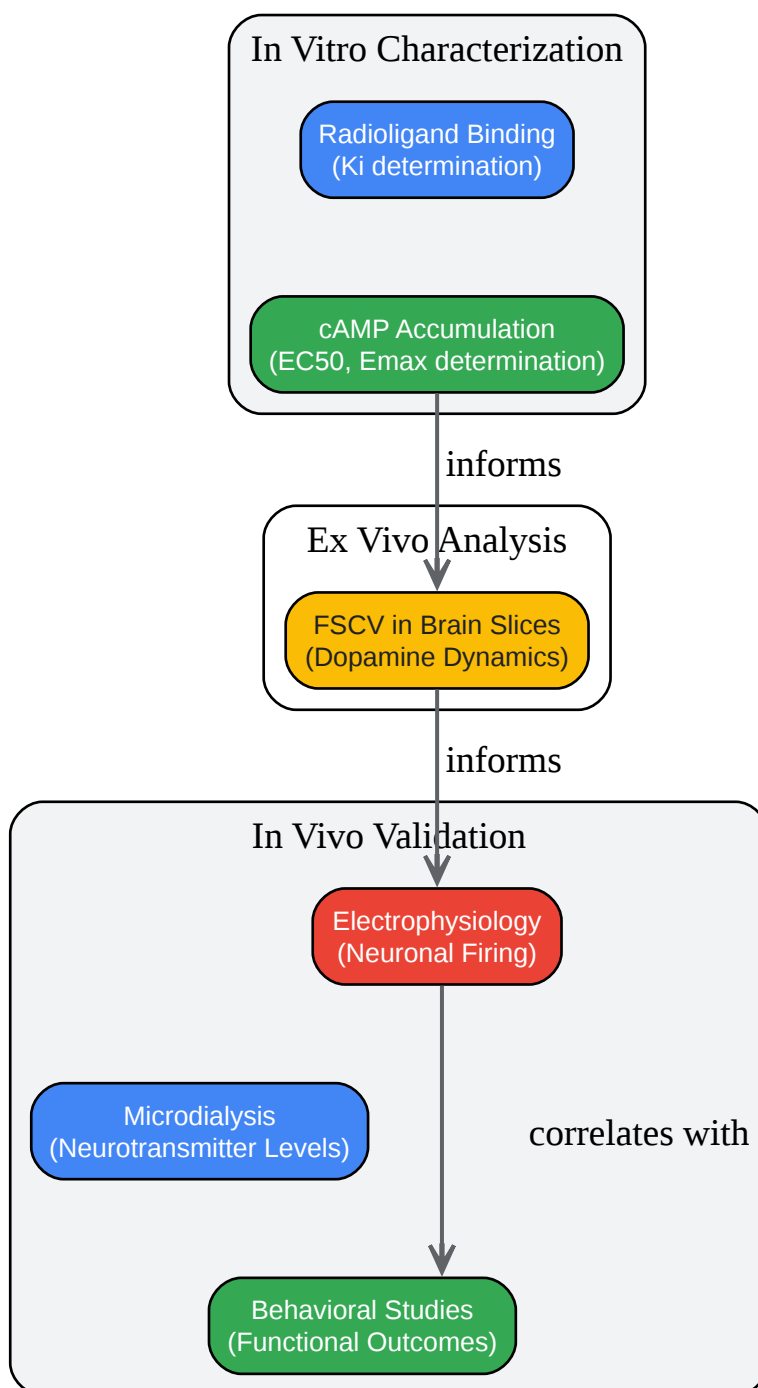 In Vitro Characterization
Radioligand Binding
(Ki determination)
cAMP Accumulation
(EC50, Emax determination)
informs
Ex Vivo Analysis
FSCV in Brain Slices
(Dopamine Dynamics)
informs
In Vivo Validation
Electrophysiology
(Neuronal Firing)
Microdialysis
(Neurotransmitter Levels)
correlates with
Behavioral Studies
(Functional Outcomes)